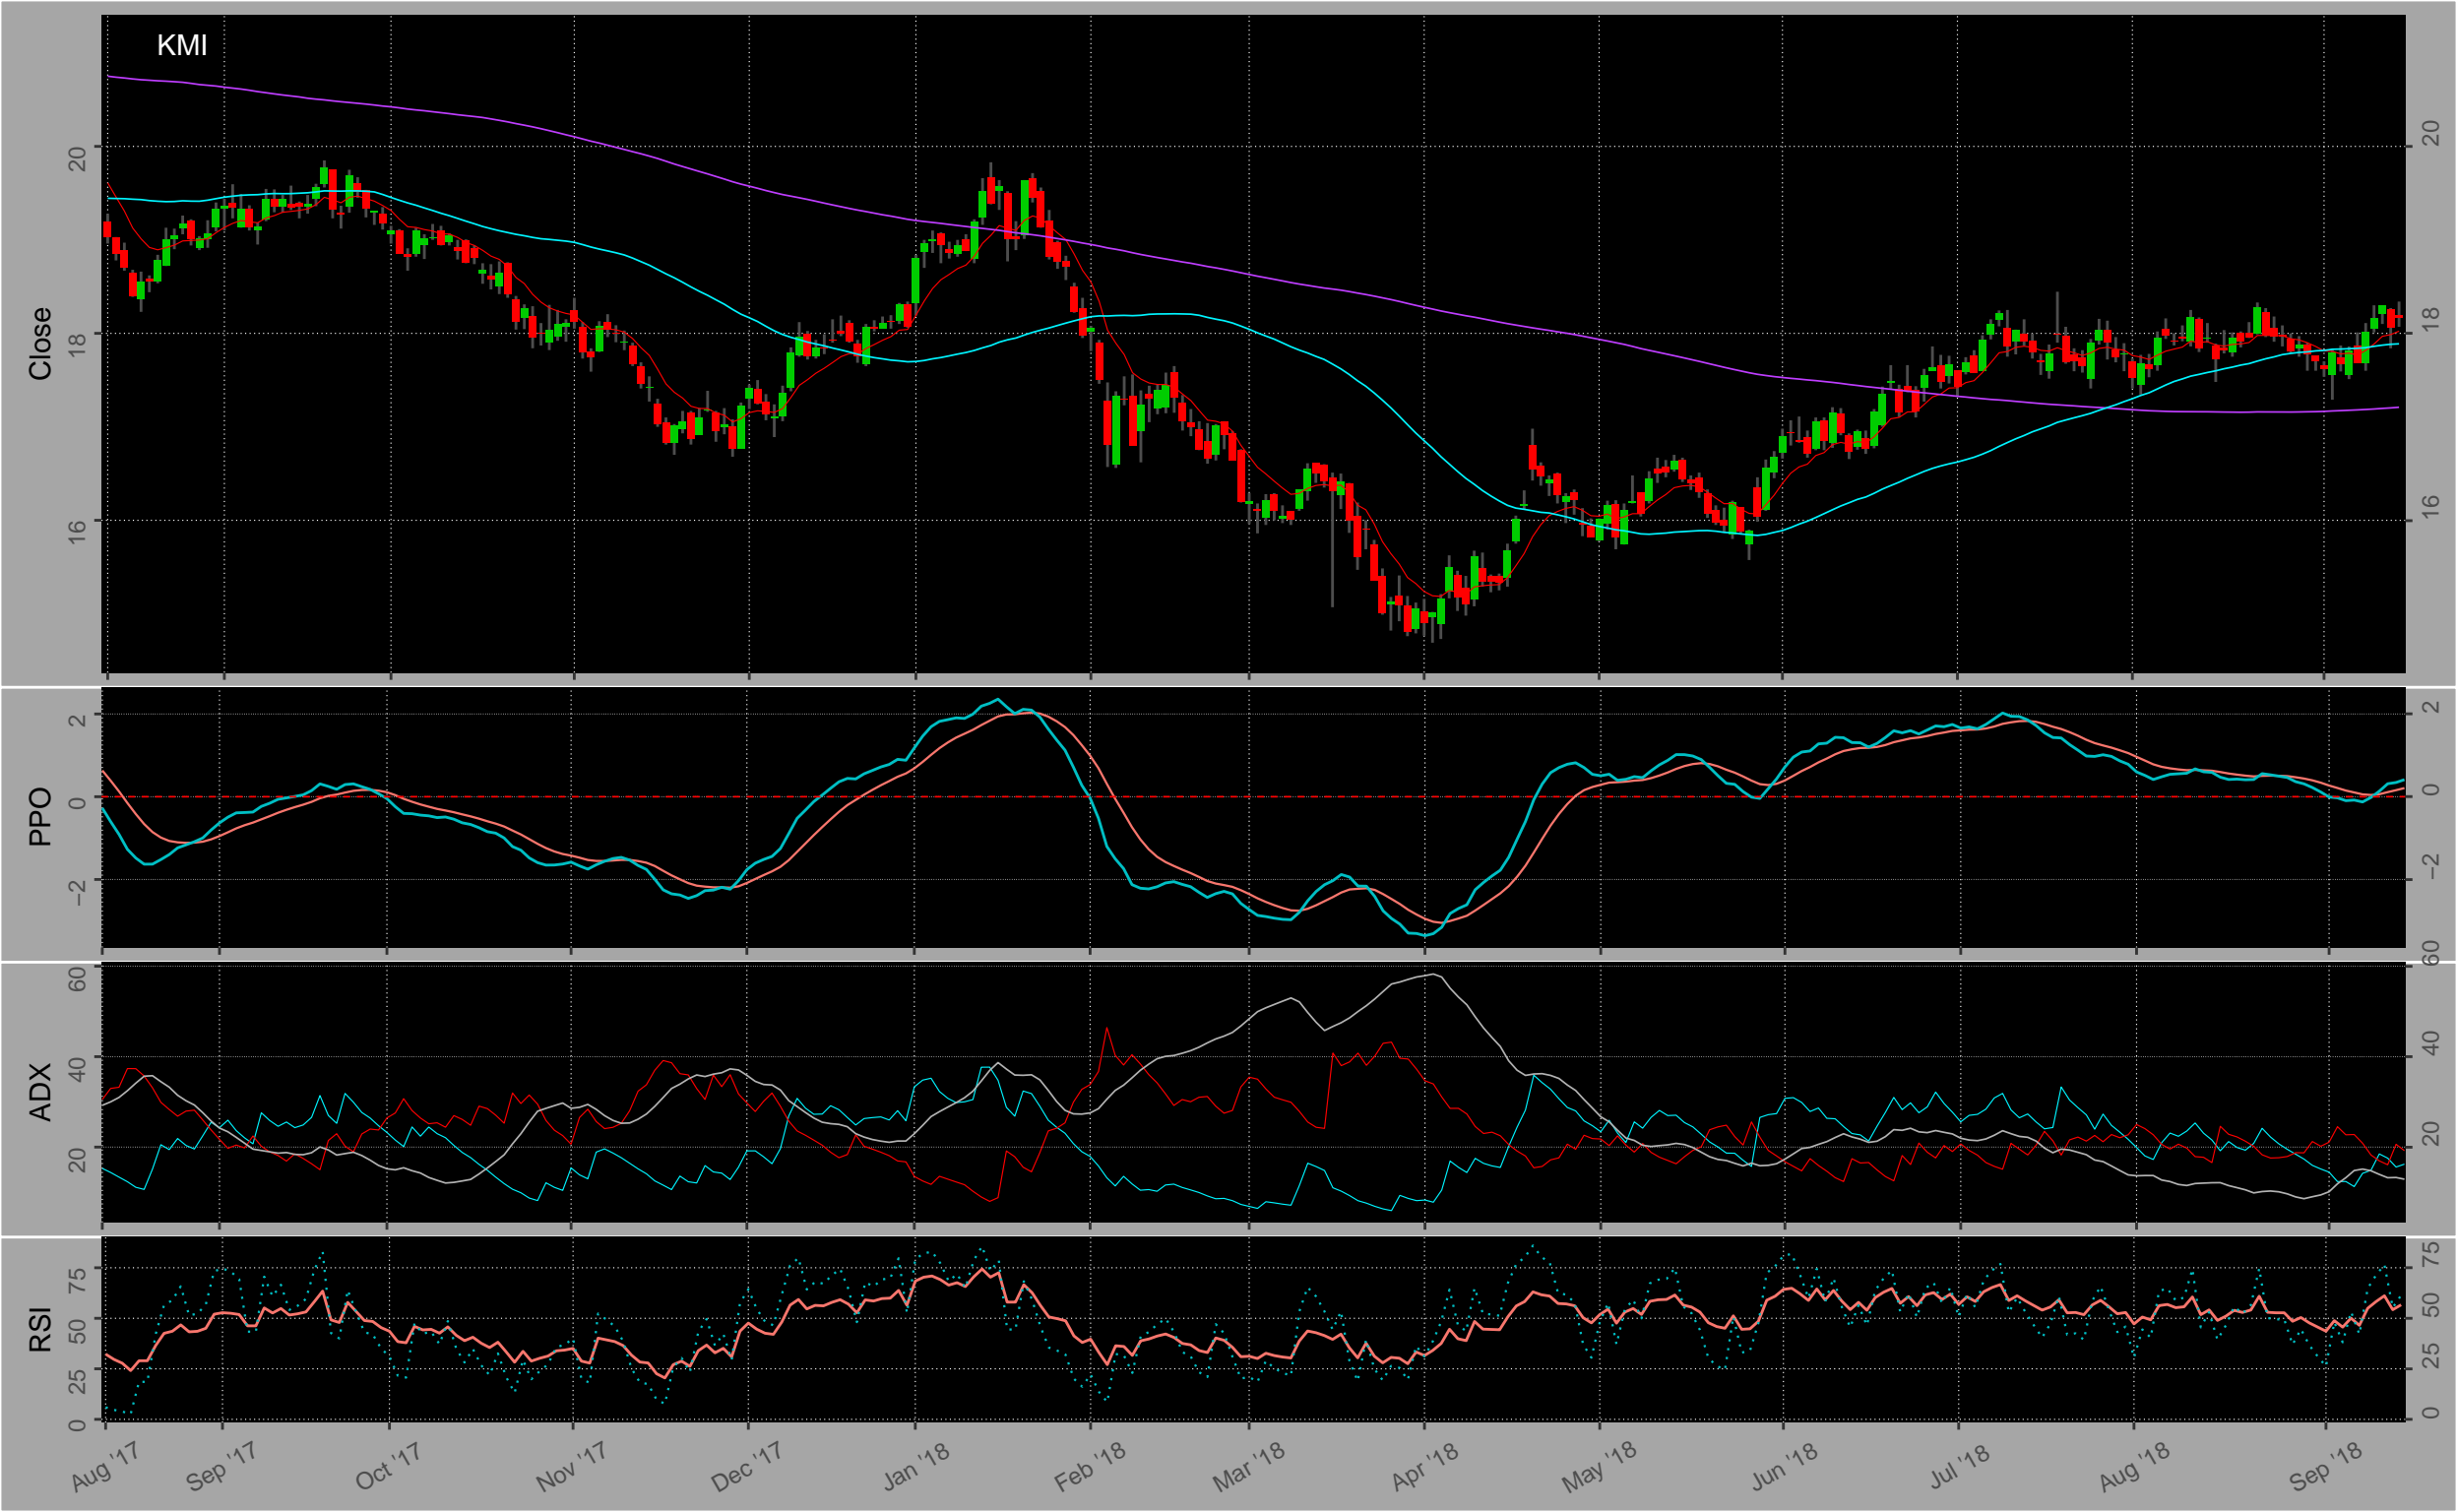 KMI
Close
20
18
16
20
18
16
PPO
2
0
−2
2
0
−2
ADX
60
40
20
60
40
20
RSI
75
50
25
0
75
50
25
0
Aug '17
Sep '17
Oct '17
Nov '17
Dec '17
Jan '18
Feb '18
Mar '18
Apr '18
May '18
Jun '18
Jul '18
Aug '18
Sep '18